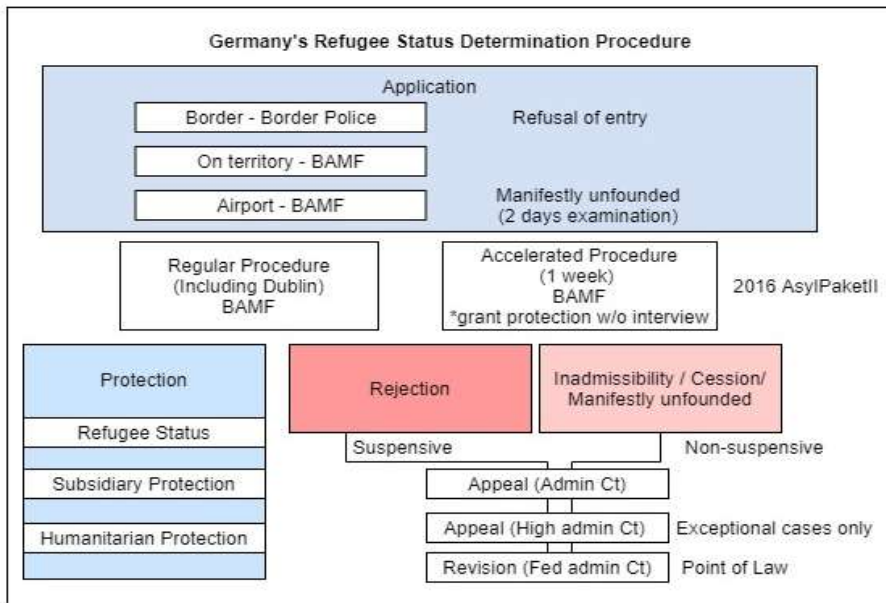 Germany's Refugee Status Determination Procedure
Application
Border - Border Police
Refusal of entry
On territory - BAMF
Airport - BAMF
Manifestly unfounded
(2 days examination)
Regular Procedure
(Including Dublin)
BAMF
Accelerated Procedure
(1 week)
BAMF
*grant protection w/o interview
2016 AsylPaketII
Protection
Refugee Status
Subsidiary Protection
Humanitarian Protection
Rejection
Inadmissibility / Cession/
Manifestly unfounded
Suspensive
Non-suspensive
Appeal (Admin Ct)
Appeal (High admin Ct)
Exceptional cases only
Revision (Fed admin Ct)
Point of Law